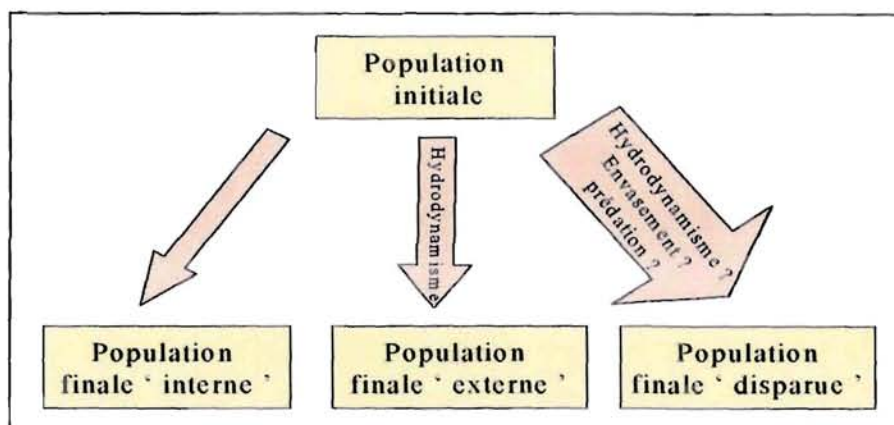 Population
initiale
Hydrodynamisme
Hydrodynamisme ?
Envasement ?
prédation ?
Population
finale ‘ interne ’
Population
finale ‘ externe ’
Population
finale ‘ disparue ’